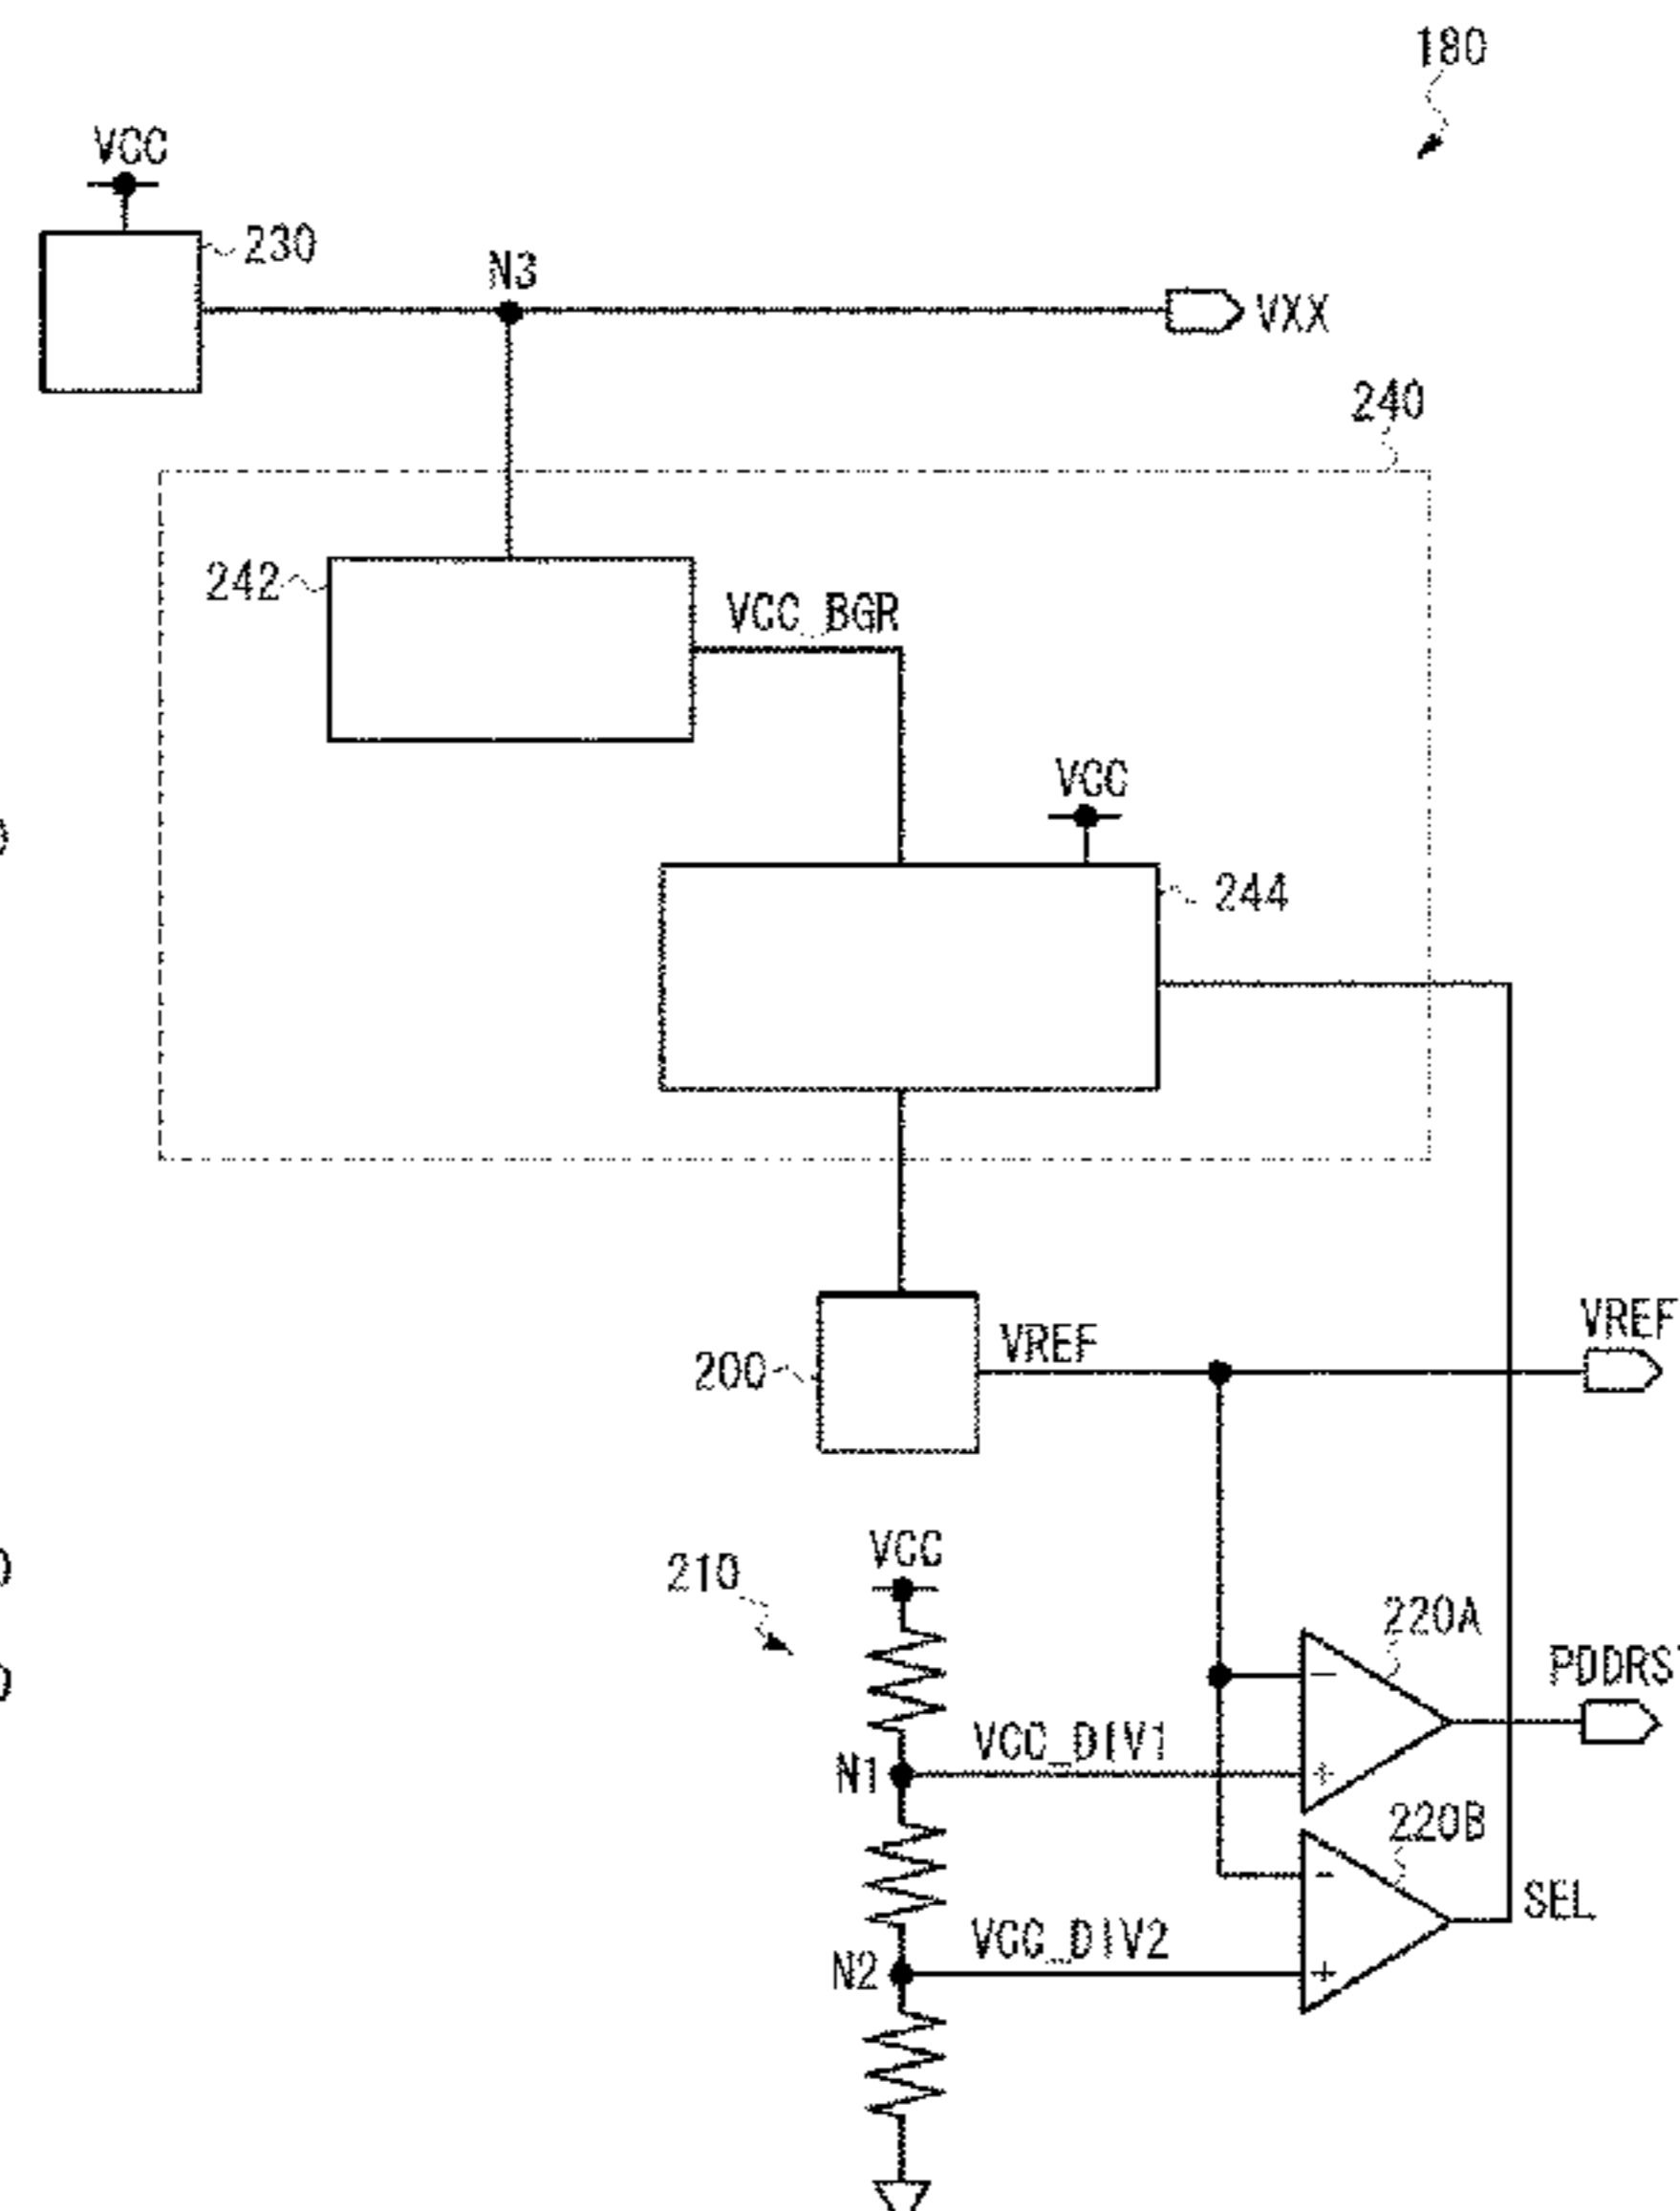 180
VCC
230
N3
VXX
240
242
VCC_BGR
VCC
244
200
VREF
VREF
210
VCC
220A
PDDRS
N1
VCC_DIV1
+
220B
SEL
N2
VCC_DIV2
+